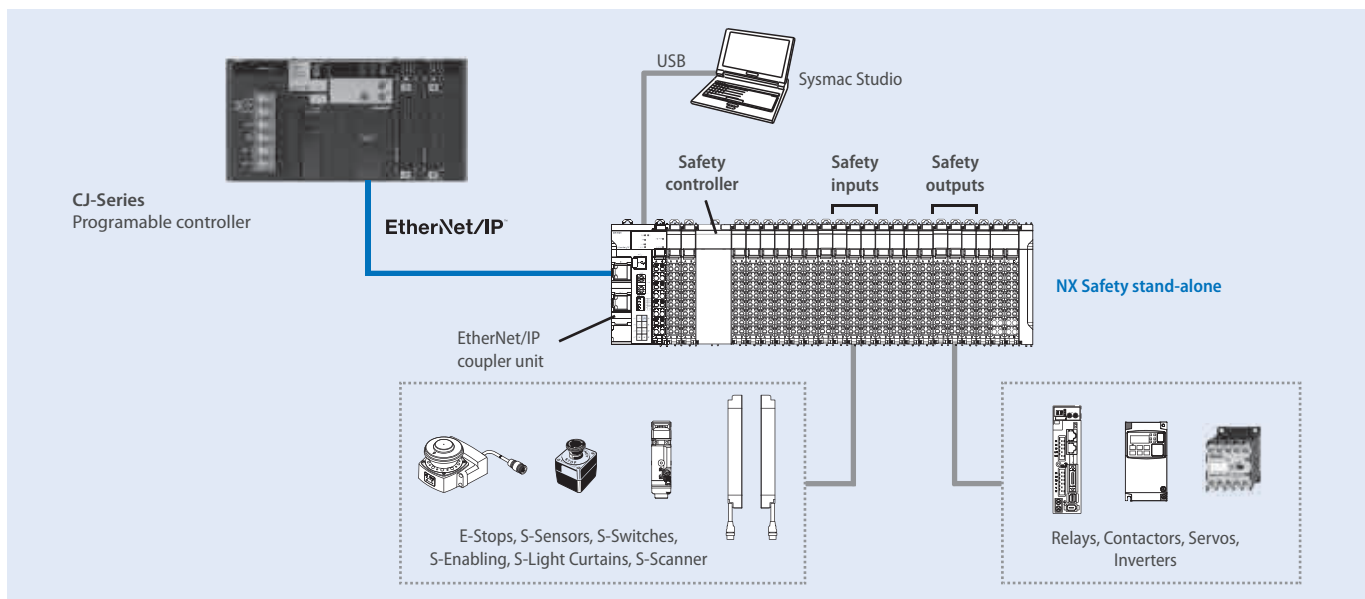 USB
Sysmac Studio
Safety
controller
Safety
inputs
Safety
outputs
CJ-Series
Programable controller
EtherNet/IP™
NX Safety stand-alone
EtherNet/IP
coupler unit
E-Stops, S-Sensors, S-Switches,
S-Enabling, S-Light Curtains, S-Scanner
Relays, Contactors, Servos,
Inverters